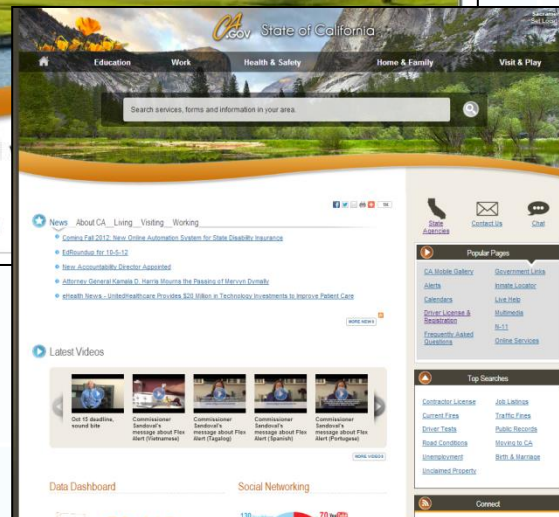 CA.GOV State of California
Sacramento
Set Location
Education Work Health & Safety Home & Family Visit & Play
Search services, forms and information in your area.
News About CA Living Visiting Working
Coming Fall 2012: New Online Automation System for State Disability Insurance
EdRoundup for 10-5-12
New Accountability Director Appointed
Attorney General Kamala D. Harris Mourns the Passing of Mervyn Dymally
eHealth News - UnitedHealthcare Provides $20 Million in Technology Investments to Improve Patient Care
MORE NEWS
Latest Videos
Oct 15 deadline, sound bite
Commissioner Sandoval's message about Flex Alert (Vietnamese)
Commissioner Sandoval's message about Flex Alert (Tagalog)
Commissioner Sandoval's message about Flex Alert (Spanish)
Commissioner Sandoval's message about Flex Alert (Portugese)
MORE VIDEOS
Data Dashboard
Social Networking
130
70 YouTube
State Agencies
Contact Us
Chat
Popular Pages
CA Mobile Gallery Government Links
Alerts Inmate Locator
Calendars Live Help
Driver License & Registration Multimedia
Frequently Asked Questions
N-11
Online Services
Top Searches
Contractor License Job Listings
Current Fires Traffic Fines
Driver Tests Public Records
Road Conditions Moving to CA
Unemployment Birth & Marriage
Unclaimed Property
Connect